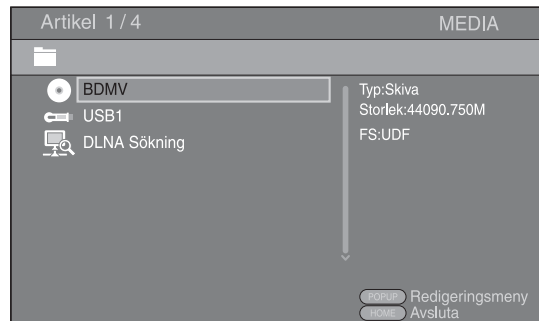 Artikel 1 / 4 MEDIA
BDMV
USB1
DLNA Sökning
Typ:Skiva
Storlek:44090.750M
FS:UDF
POPUP Redigeringsmeny
HOME Avsluta